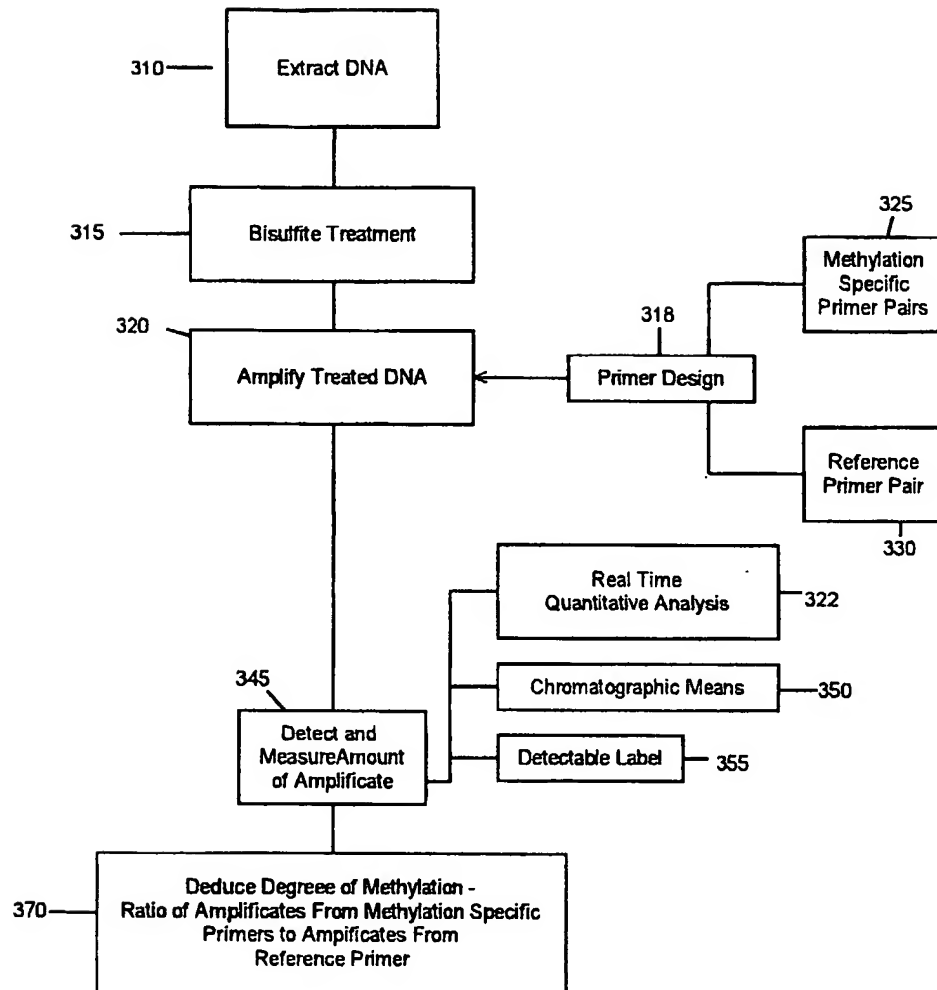 310
Extract DNA
315
Bisulfite Treatment
325
Methylation
Specific
Primer Pairs
320
318
Amplify Treated DNA
Primer Design
Reference
Primer Pair
330
Real Time
Quantitative Analysis
322
345
Chromatographic Means
350
Detect and
MeasureAmount
of Amplificate
Detectable Label
355
370
Deduce Degreee of Methylation -
Ratio of Amplificates From Methylation Specific
Primers to Ampificates From
Reference Primer